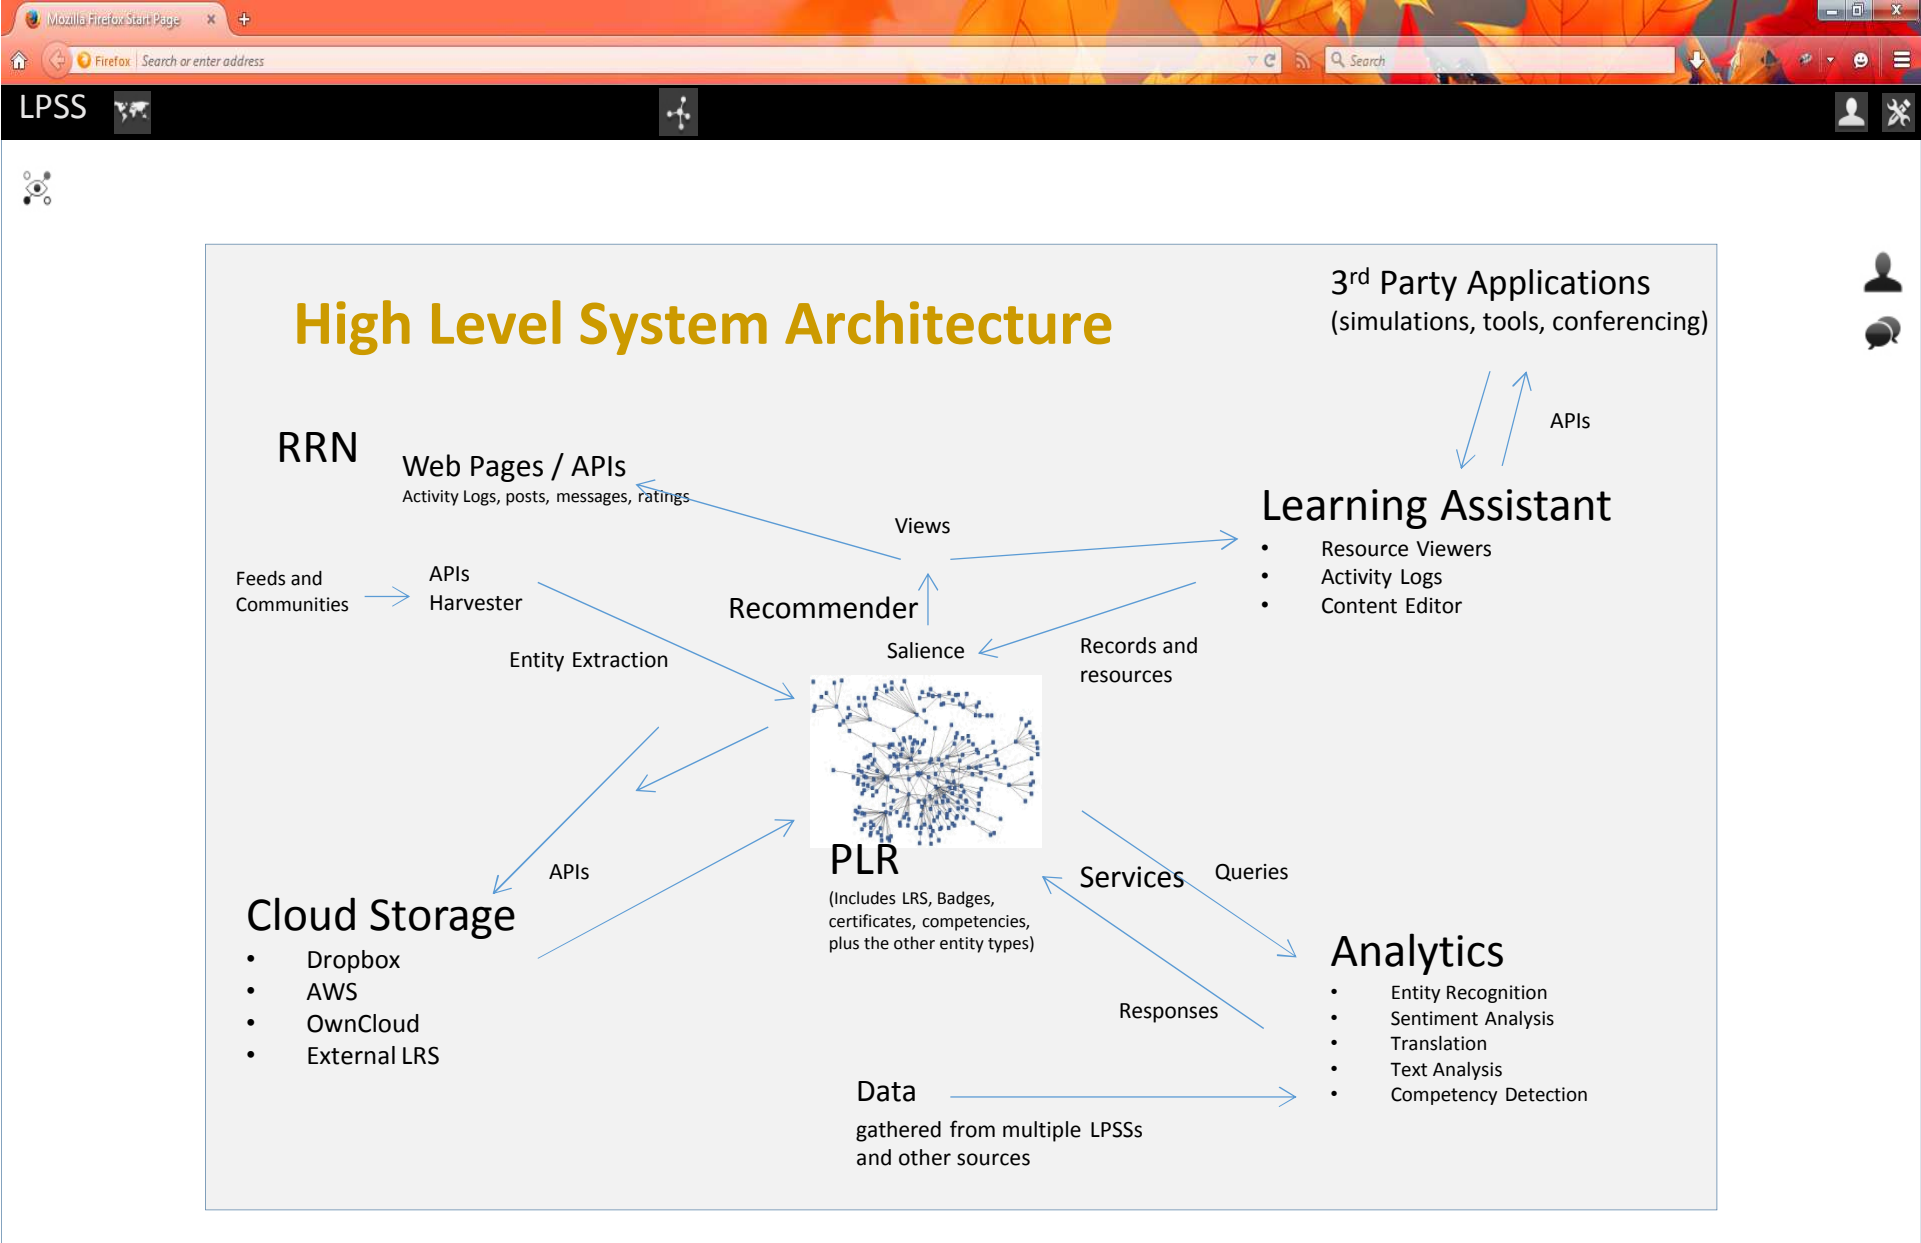 Mozilla Firefox Start Page
Firefox Search or enter address
Search
LPSS
High Level System Architecture
3rd Party Applications
(simulations, tools, conferencing)
APIs
RRN
Web Pages / APIs
Activity Logs, posts, messages, ratings
Views
Learning Assistant
• Resource Viewers
• Activity Logs
• Content Editor
Feeds and
Communities
APIs
Harvester
Recommender
Salience
Records and
resources
Entity Extraction
APIs
PLR
(Includes LRS, Badges,
certificates, competencies,
plus the other entity types)
Services
Queries
Cloud Storage
• Dropbox
• AWS
• OwnCloud
• External LRS
Analytics
• Entity Recognition
• Sentiment Analysis
• Translation
• Text Analysis
• Competency Detection
Responses
Data
gathered from multiple LPSSs
and other sources